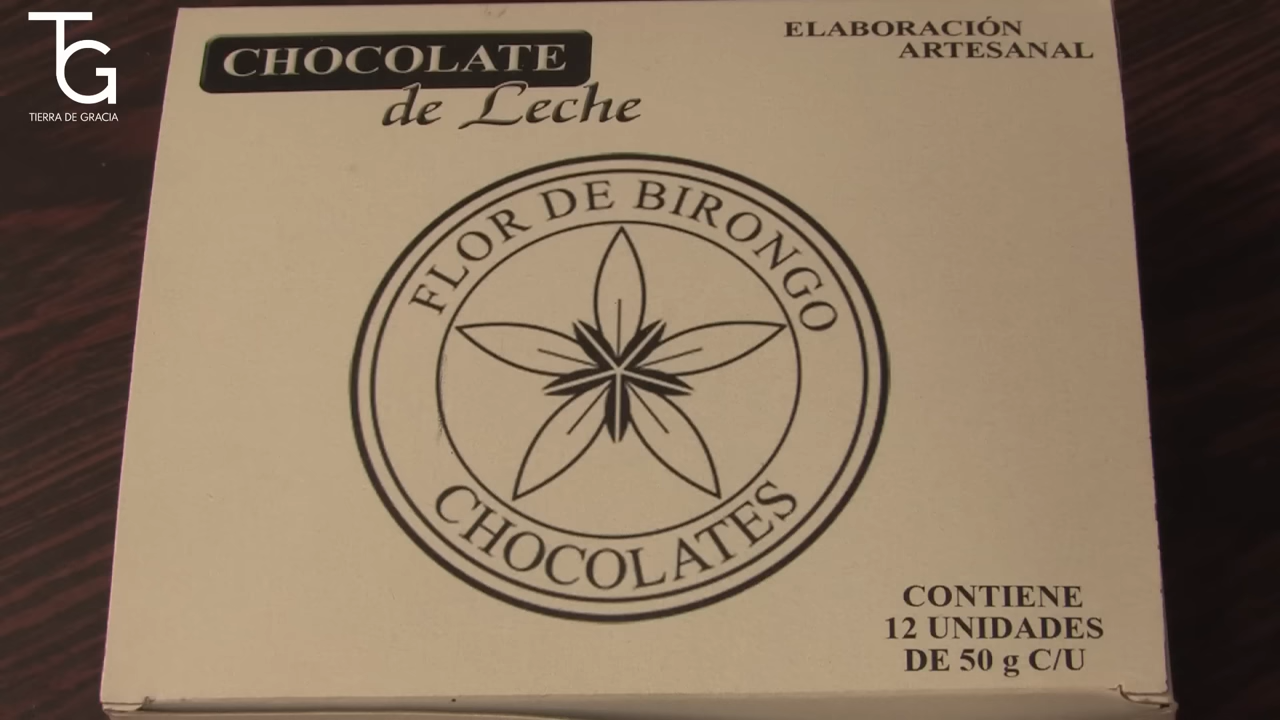 TG
TIERRA DE GRACIA
CHOCOLATE
de Leche
ELABORACIÓN
ARTESANAL
FLOR DE BIRONGO
CHOCOLATES
CONTIENE
12 UNIDADES
DE 50 g C/U